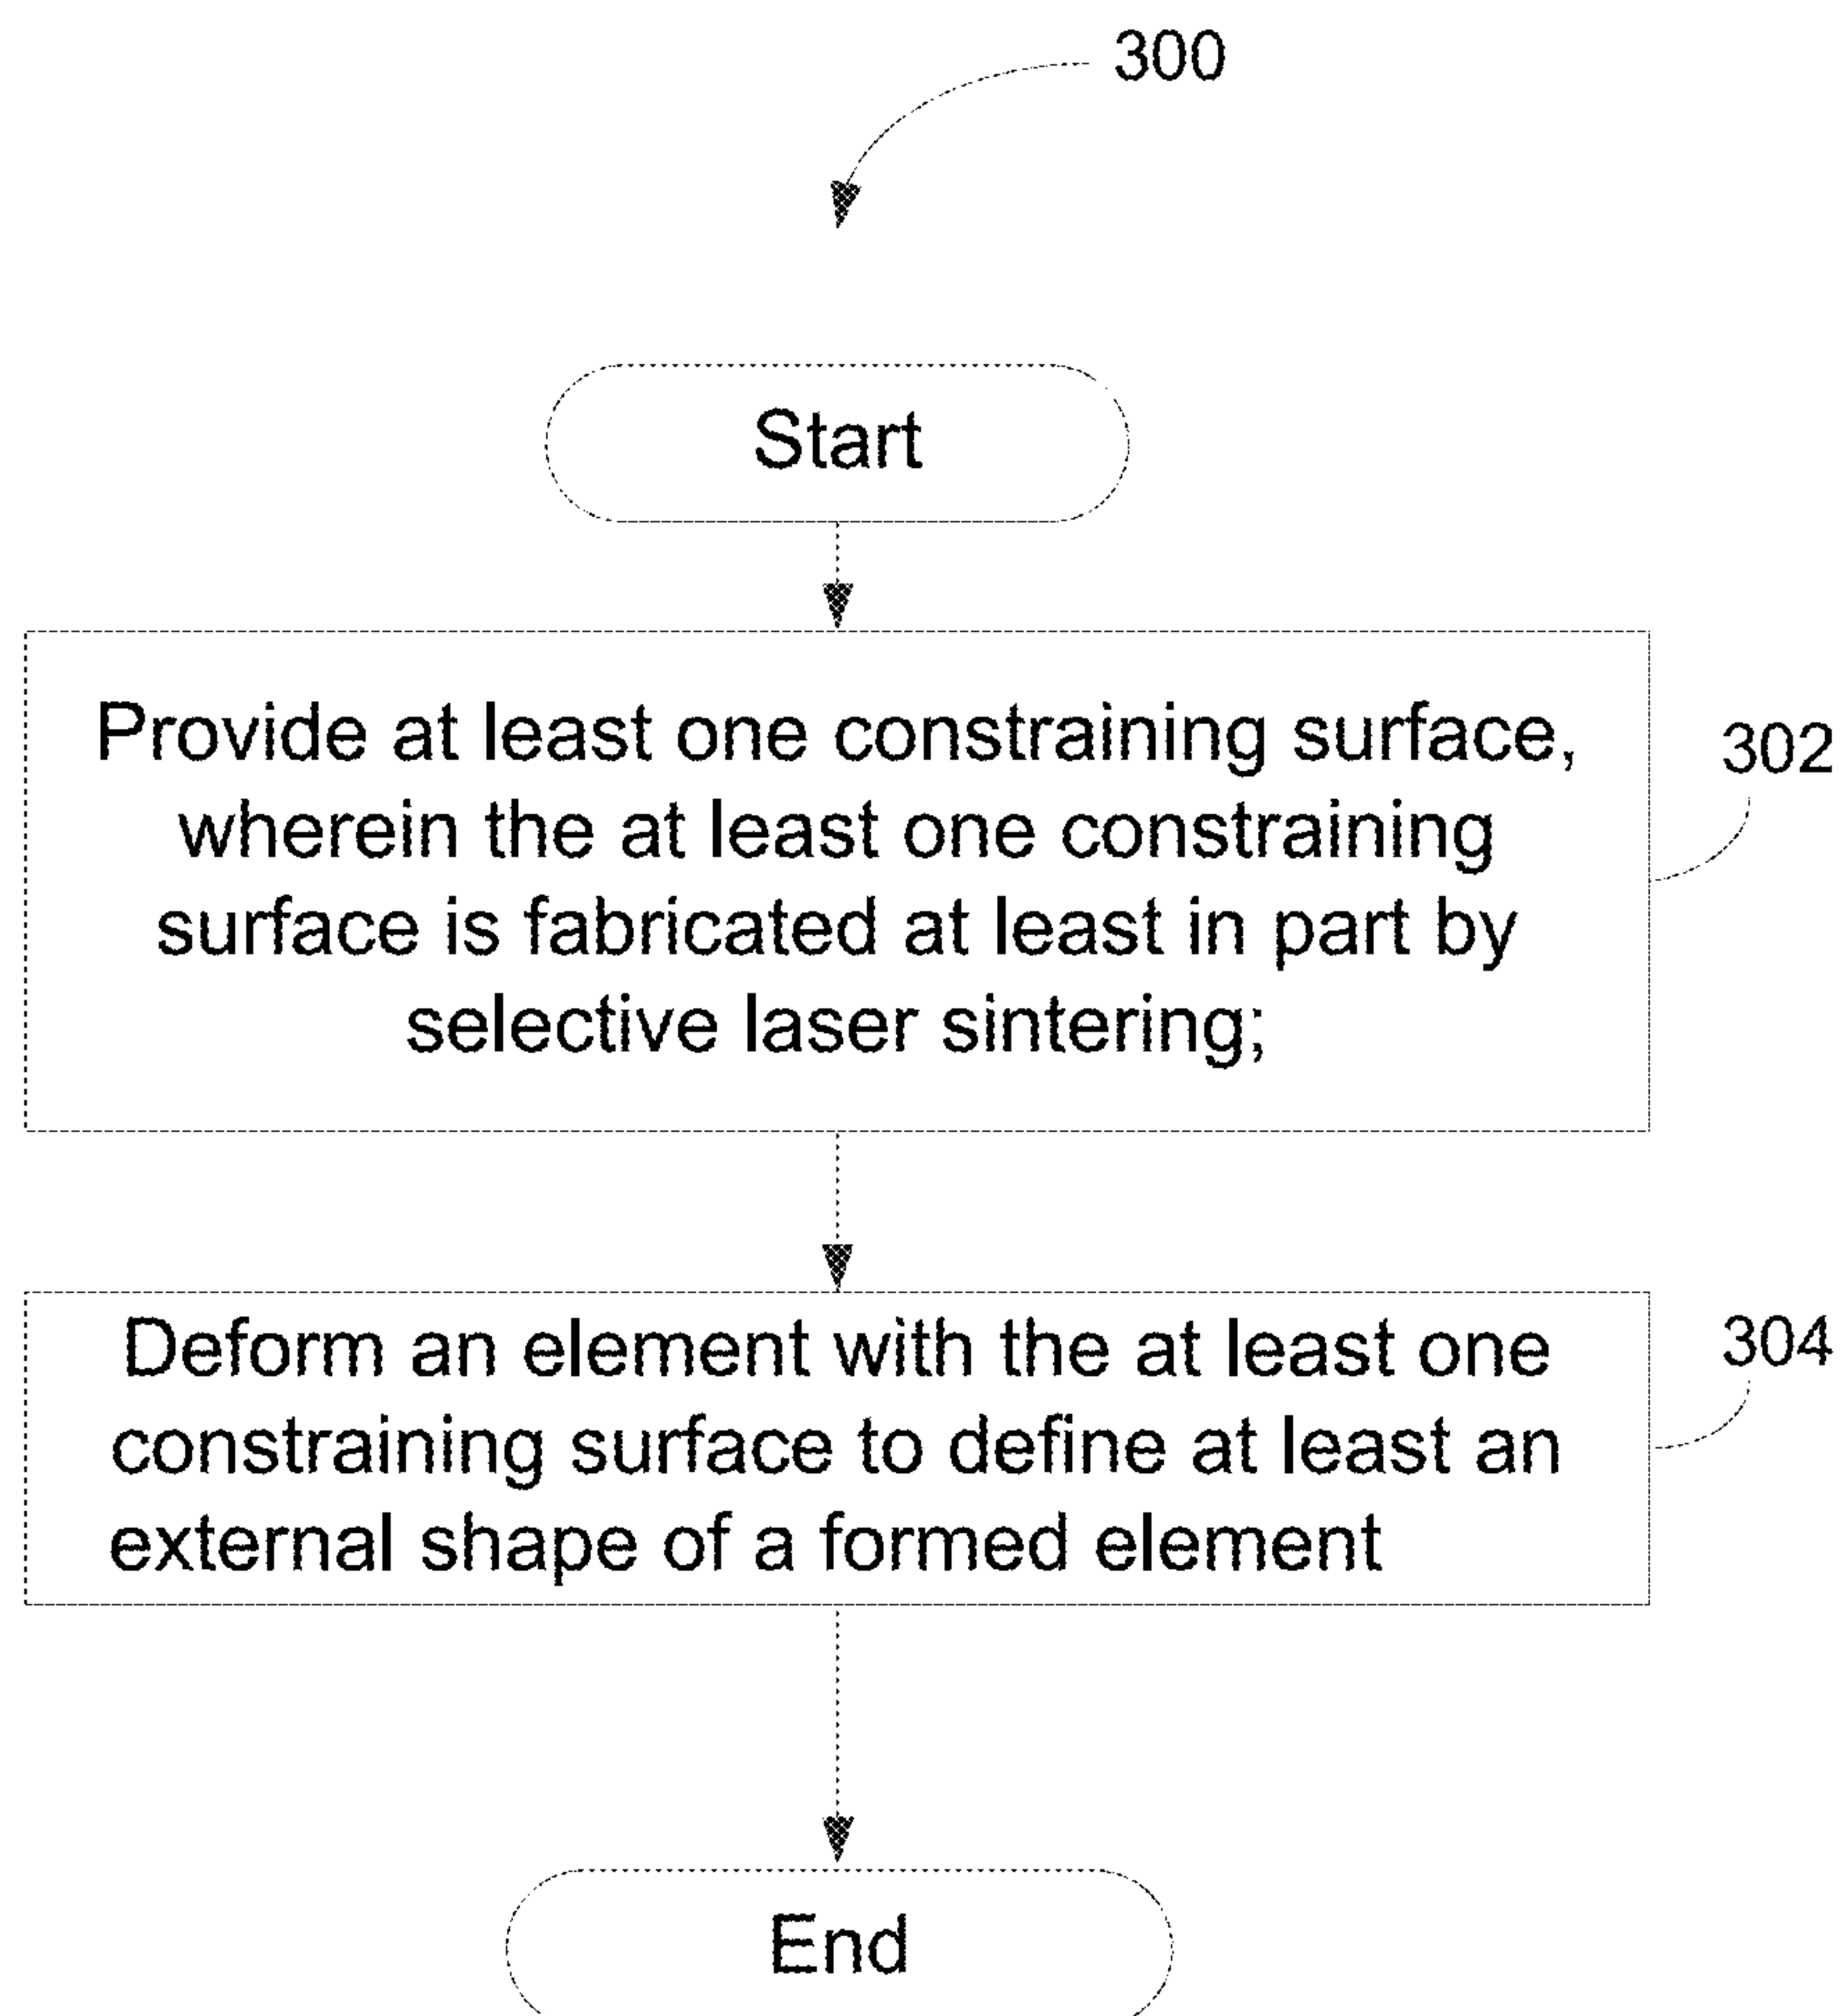 300
Start
Provide at least one constraining surface,
wherein the at least one constraining
surface is fabricated at least in part by
selective laser sintering;
302
Deform an element with the at least one
constraining surface to define at least an
external shape of a formed element
304
End